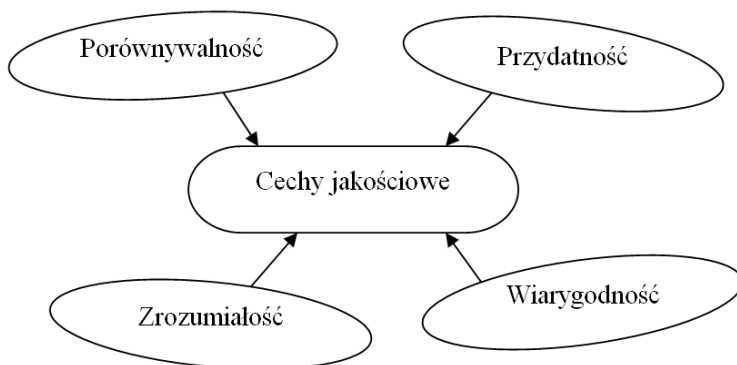 Porównywalność
Przydatność
Cechy jakościowe
Zrozumiałość
Wiarygodność